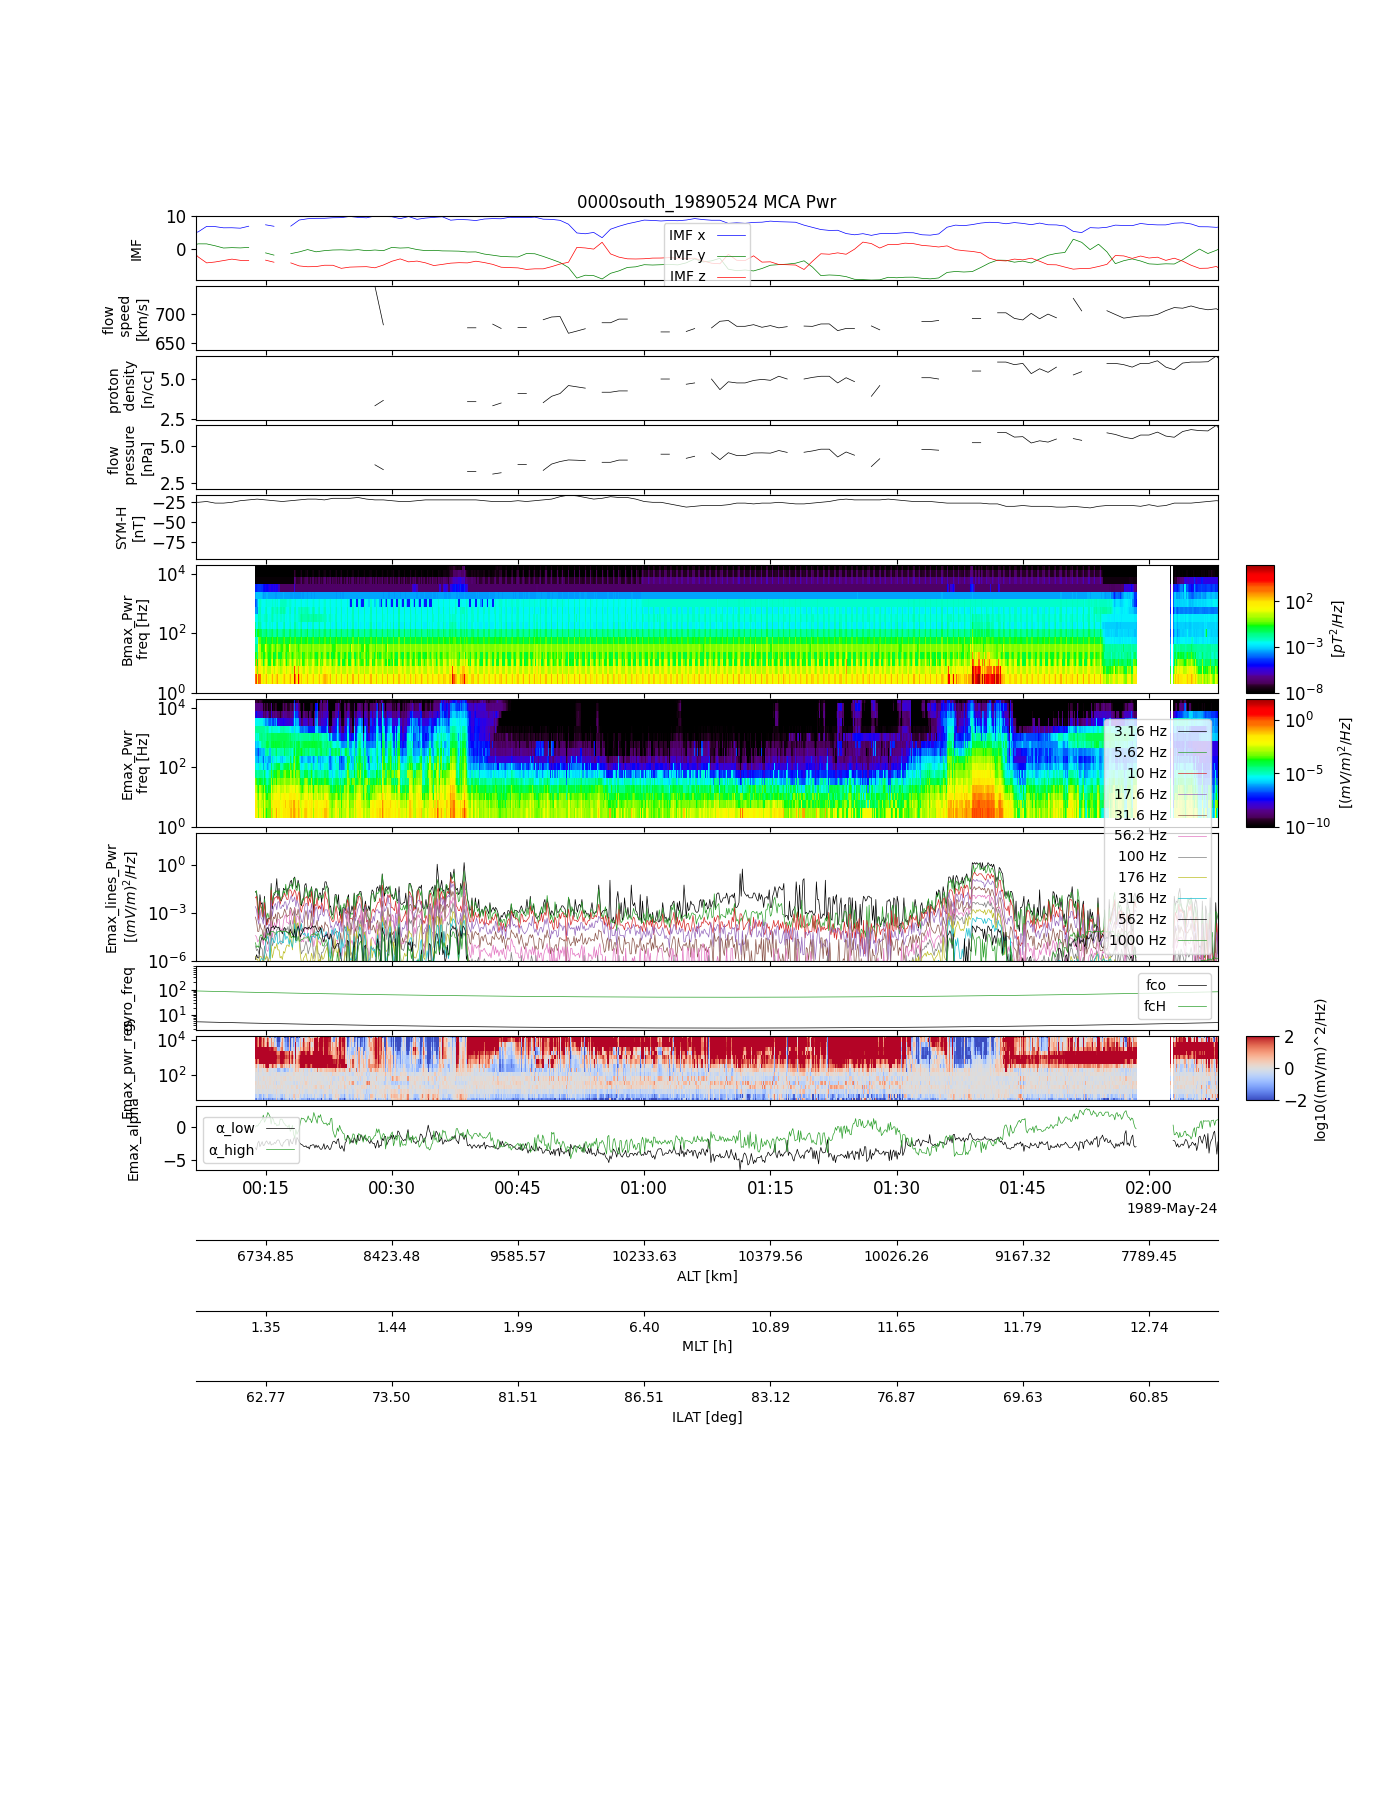 0000south_19890524 MCA Pwr
10
0
IMF
IMF x
IMF y
IMF z
700
650
flow
speed
[km/s]
5.0
2.5
proton
density
[n/cc]
5.0
2.5
flow
pressure
[nPa]
−25
−50
−75
SYM-H
[nT]
10^4
10^2
10^0
Bmax_Pwr
freq [Hz]
10^2
10^−3
10^−8
[pT^2/Hz]
10^4
10^2
10^0
Emax_Pwr
freq [Hz]
10^0
10^−5
10^−10
[(mV/m)^2/Hz]
3.16 Hz
5.62 Hz
10 Hz
17.6 Hz
31.6 Hz
56.2 Hz
100 Hz
176 Hz
316 Hz
562 Hz
1000 Hz
10^0
10^−3
10^−6
Emax_lines_Pwr
[(mV/m)^2/Hz]
10^2
10^1
gyro_freq
fco
fcH
10^4
10^2
Emax_pwr_res
2
0
−2
log10((mV/m)^2/Hz)
0
−5
Emax_alpha
α_low
α_high
00:15 00:30 00:45 01:00 01:15 01:30 01:45 02:00
1989-May-24
6734.85 8423.48 9585.57 10233.63 10379.56 10026.26 9167.32 7789.45
ALT [km]
1.35 1.44 1.99 6.40 10.89 11.65 11.79 12.74
MLT [h]
62.77 73.50 81.51 86.51 83.12 76.87 69.63 60.85
ILAT [deg]